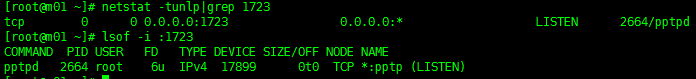 [root@m01 ~]# netstat -tunlp|grep 1723
tcp        0      0 0.0.0.0:1723                0.0.0.0:*                   LISTEN      2664/pptpd
[root@m01 ~]# lsof -i :1723
COMMAND  PID USER   FD   TYPE DEVICE SIZE/OFF NODE NAME
pptpd   2664 root    6u  IPv4  17899      0t0  TCP *:pptp (LISTEN)